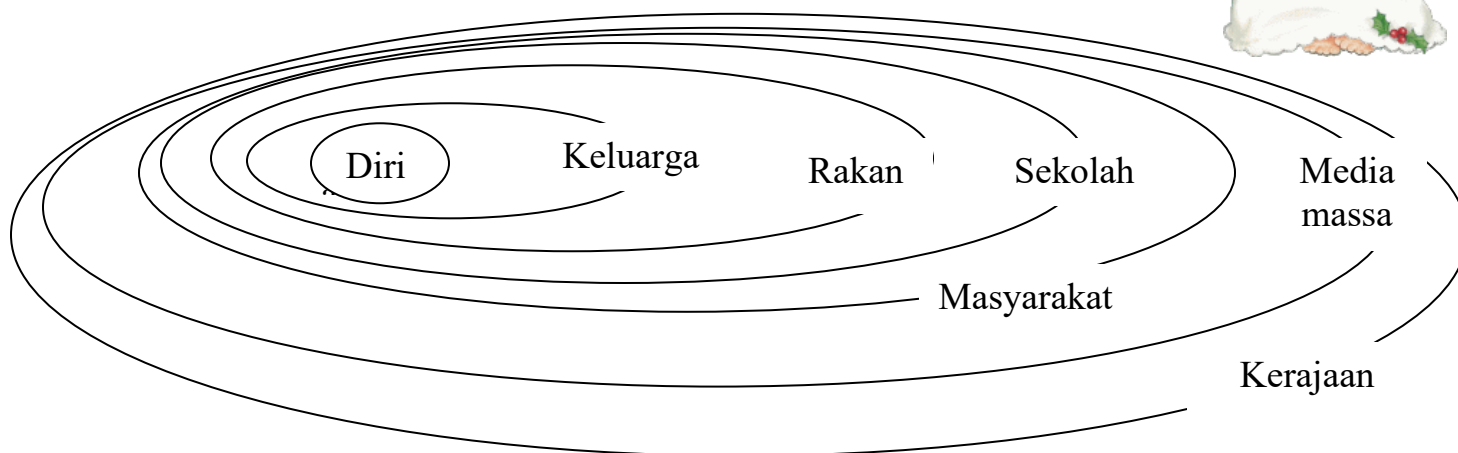 Diri
Keluarga
Rakan
Sekolah
Media
massa
Masyarakat
Kerajaan